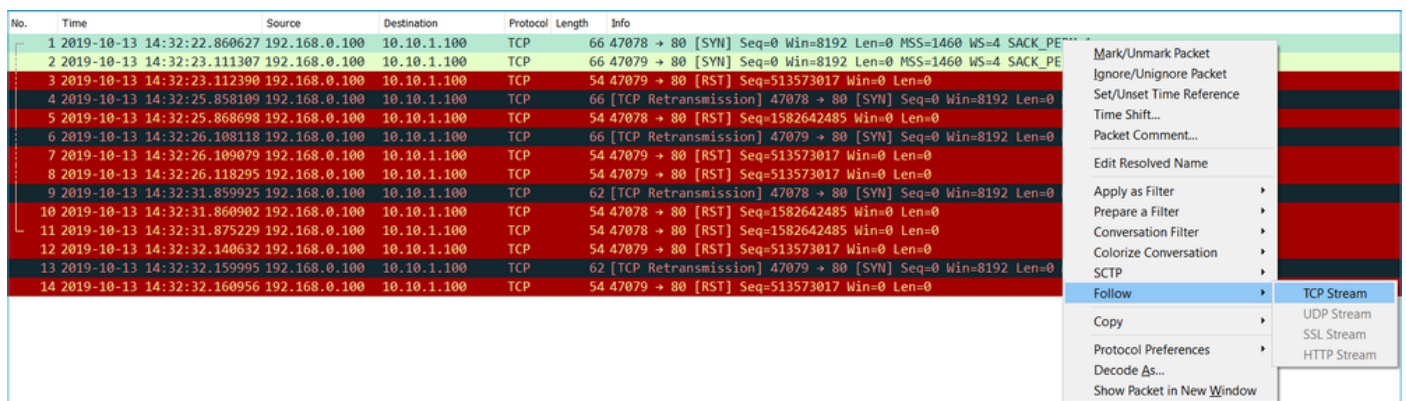 No. Time Source Destination Protocol Length Info
1 2019-10-13 14:32:22.860627 192.168.0.100 10.10.1.100 TCP 66 47078 → 80 [SYN] Seq=0 Win=8192 Len=0 MSS=1460 WS=4
2 2019-10-13 14:32:23.111307 192.168.0.100 10.10.1.100 TCP 66 47079 → 80 [SYN] Seq=0 Win=8192 Len=0 MSS=1460 WS=4 SACK_PE
3 2019-10-13 14:32:23.112390 192.168.0.100 10.10.1.100 TCP 54 47079 → 80 [RST] Seq=513573017 Win=0 Len=0
4 2019-10-13 14:32:25.858109 192.168.0.100 10.10.1.100 TCP 66 [TCP Retransmission] 47078 → 80 [SYN] Seq=0 Win=8192 Len=0
5 2019-10-13 14:32:25.868698 192.168.0.100 10.10.1.100 TCP 54 47078 → 80 [RST] Seq=1582642485 Win=0 Len=0
6 2019-10-13 14:32:26.108118 192.168.0.100 10.10.1.100 TCP 66 [TCP Retransmission] 47079 → 80 [SYN] Seq=0 Win=8192 Len=0
7 2019-10-13 14:32:26.109079 192.168.0.100 10.10.1.100 TCP 54 47079 → 80 [RST] Seq=513573017 Win=0 Len=0
8 2019-10-13 14:32:26.118295 192.168.0.100 10.10.1.100 TCP 54 47079 → 80 [RST] Seq=513573017 Win=0 Len=0
9 2019-10-13 14:32:31.859925 192.168.0.100 10.10.1.100 TCP 62 [TCP Retransmission] 47078 → 80 [SYN] Seq=0 Win=8192 Len=0
10 2019-10-13 14:32:31.860902 192.168.0.100 10.10.1.100 TCP 54 47078 → 80 [RST] Seq=1582642485 Win=0 Len=0
11 2019-10-13 14:32:31.875229 192.168.0.100 10.10.1.100 TCP 54 47078 → 80 [RST] Seq=1582642485 Win=0 Len=0
12 2019-10-13 14:32:32.140632 192.168.0.100 10.10.1.100 TCP 54 47079 → 80 [RST] Seq=513573017 Win=0 Len=0
13 2019-10-13 14:32:32.159995 192.168.0.100 10.10.1.100 TCP 62 [TCP Retransmission] 47079 → 80 [SYN] Seq=0 Win=8192 Len=0
14 2019-10-13 14:32:32.160956 192.168.0.100 10.10.1.100 TCP 54 47079 → 80 [RST] Seq=513573017 Win=0 Len=0
Mark/Unmark Packet
Ignore/Unignore Packet
Set/Unset Time Reference
Time Shift...
Packet Comment...
Edit Resolved Name
Apply as Filter
Prepare a Filter
Conversation Filter
Colorize Conversation
SCTP
Follow
Copy
Protocol Preferences
Decode As...
Show Packet in New Window
TCP Stream
UDP Stream
SSL Stream
HTTP Stream